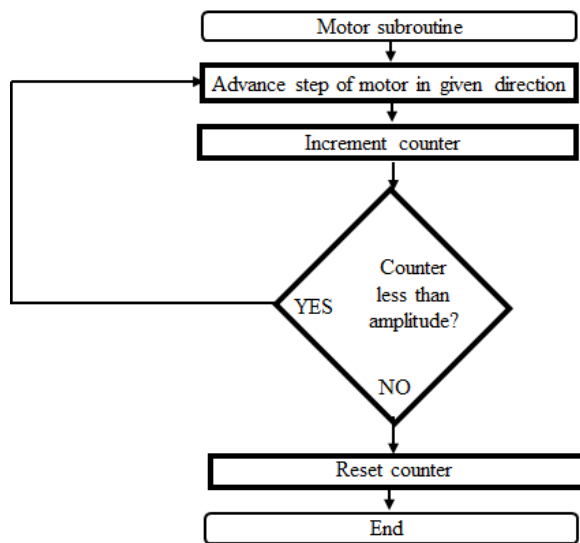 Motor subroutine
Advance step of motor in given direction
Increment counter
Counter
less than
YES
amplitude?
NO
Reset counter
End